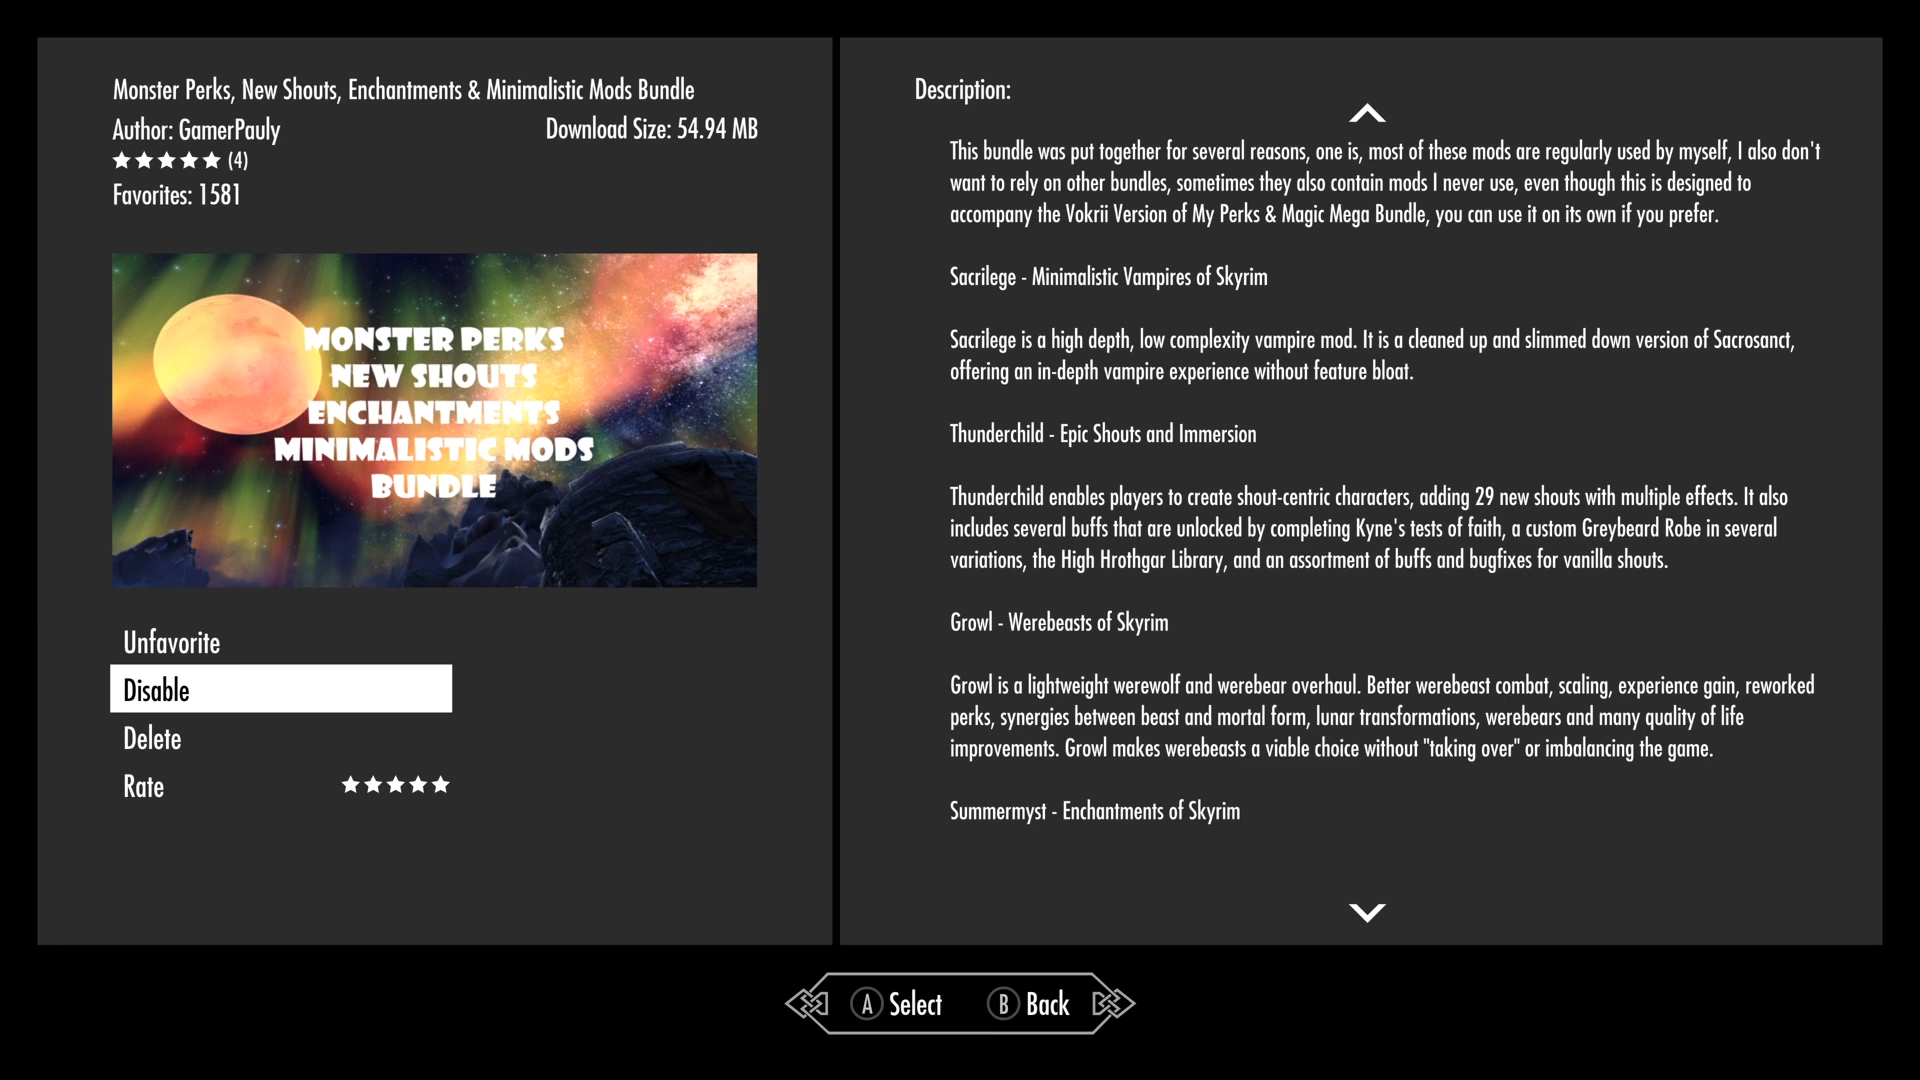 Monster Perks, New Shouts, Enchantments & Minimalistic Mods Bundle
Author: GamerPauly
Download Size: 54.94 MB
★★★★★ (4)
Favorites: 1581
MONSTER PERKS
NEW SHOUTS
ENCHANTMENTS
MINIMALISTIC MODS
BUNDLE
Unfavorite
Disable
Delete
Rate ★★★★★
Description:
This bundle was put together for several reasons, one is, most of these mods are regularly used by myself, I also don't
want to rely on other bundles, sometimes they also contain mods I never use, even though this is designed to
accompany the Vokrii Version of My Perks & Magic Mega Bundle, you can use it on its own if you prefer.
Sacrilege - Minimalistic Vampires of Skyrim
Sacrilege is a high depth, low complexity vampire mod. It is a cleaned up and slimmed down version of Sacrosanct,
offering an in-depth vampire experience without feature bloat.
Thunderchild - Epic Shouts and Immersion
Thunderchild enables players to create shout-centric characters, adding 29 new shouts with multiple effects. It also
includes several buffs that are unlocked by completing Kyne's tests of faith, a custom Greybeard Robe in several
variations, the High Hrothgar Library, and an assortment of buffs and bugfixes for vanilla shouts.
Growl - Werebeasts of Skyrim
Growl is a lightweight werewolf and werebear overhaul. Better werebeast combat, scaling, experience gain, reworked
perks, synergies between beast and mortal form, lunar transformations, werebears and many quality of life
improvements. Growl makes werebeasts a viable choice without "taking over" or imbalancing the game.
Summermyst - Enchantments of Skyrim
A Select B Back